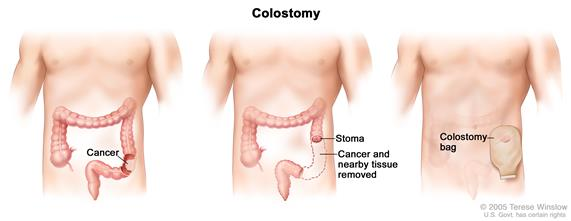 Colostomy
Cancer
Stoma
Cancer and
nearby tissue
removed
Colostomy
bag
© 2005 Terese Winslow
U.S. Govt. has certain rights